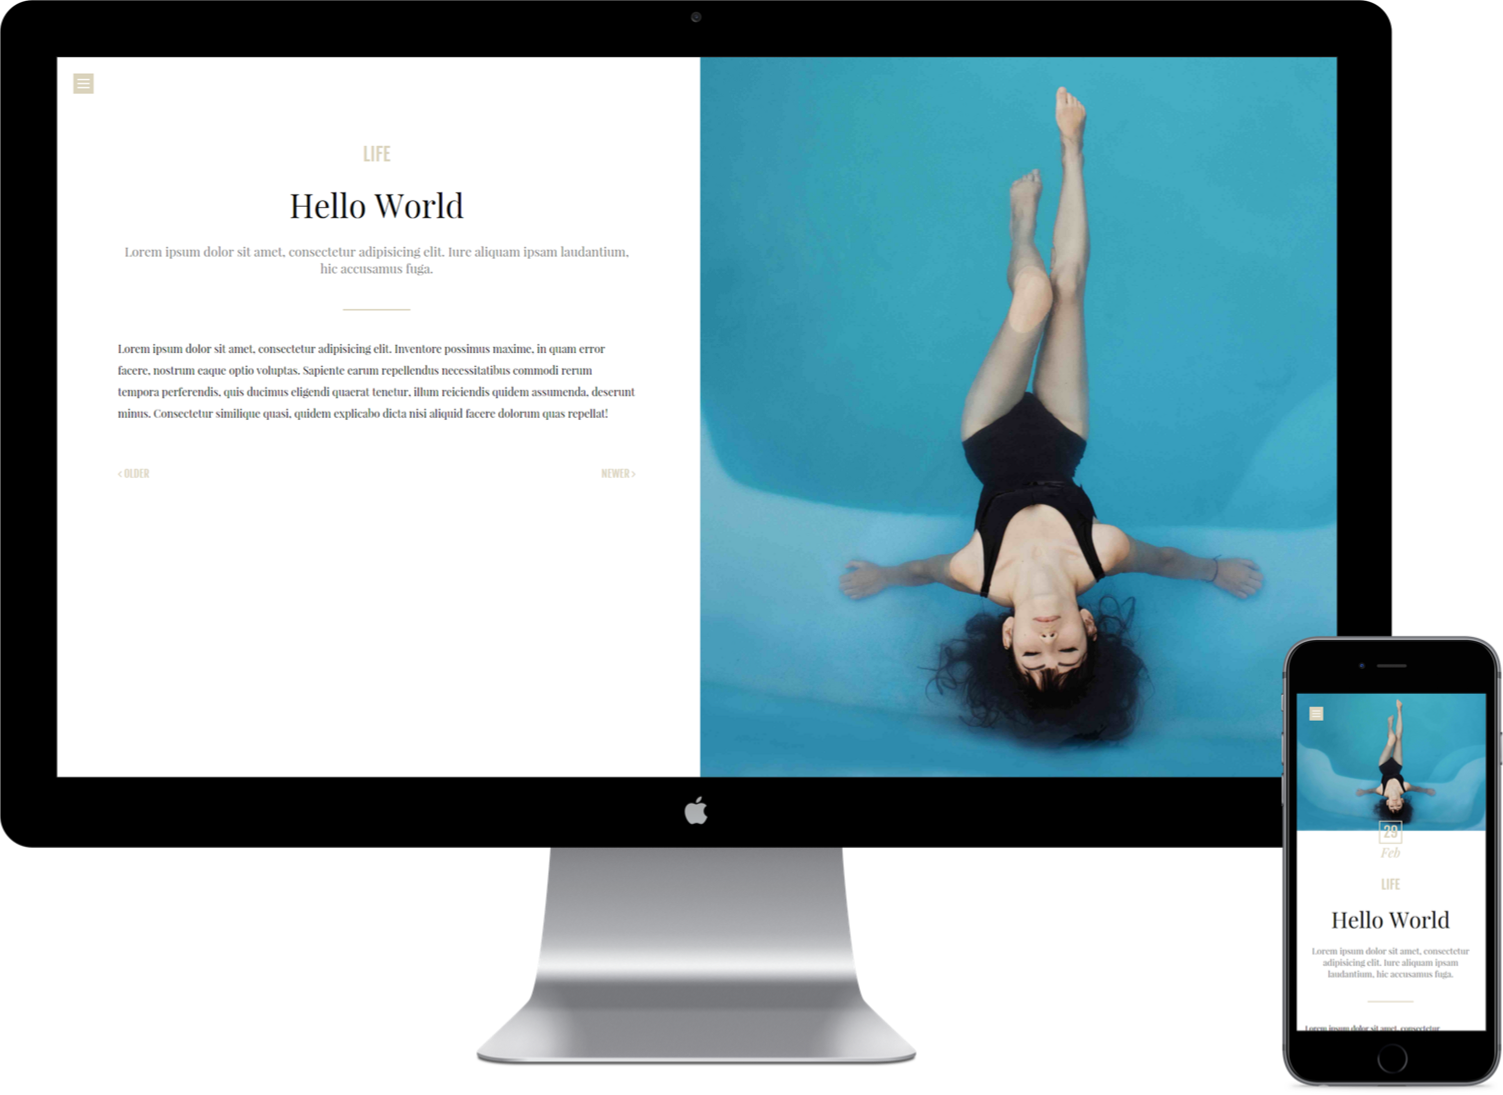 LIFE
Hello World
Lorem ipsum dolor sit amet, consectetur adipisicing elit. Iure aliquam ipsam laudantium,
hic accusamus fuga.
Lorem ipsum dolor sit amet, consectetur adipisicing elit. Inventore possimus maxime, in quam error
facere, nostrum eaque optio voluptas. Sapiente earum repellendus necessitatibus commodi rerum
tempora perferendis, quis ducimus eligendi quaerat tenetur, illum reiciendis quidem assumenda, deserunt
minus. Consectetur similique quasi, quidem explicabo dicta nisi aliquid facere dolorum quas repellat!
< OLDER
NEWER >
29
Feb
LIFE
Hello World
Lorem ipsum dolor sit amet, consectetur
adipisicing elit. Iure aliquam ipsam
laudantium, hic accusamus fuga.
Lorem ipsum dolor sit amet, consectetur